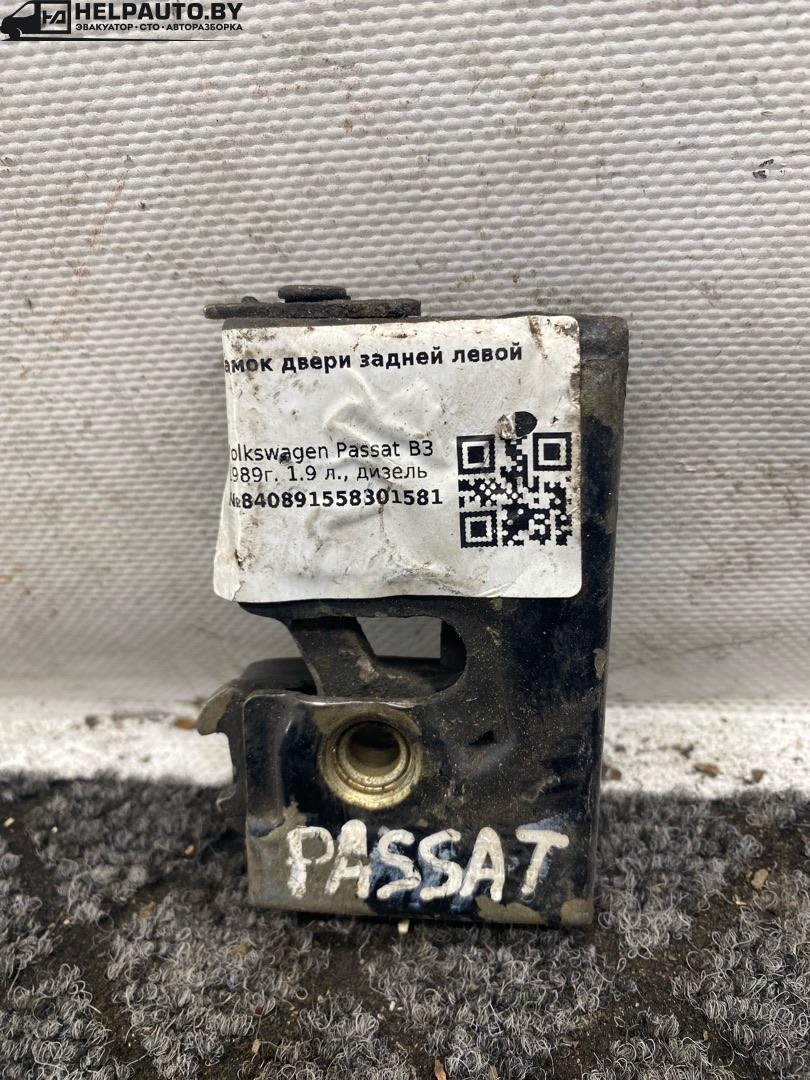 HELPAUTO.BY
ЭВАКУАТОР•СТО•АВТОРАЗБОРКА
амок двери задней левой
olkswagen Passat B3
989г. 1.9 л., дизель
№840891558301581
PASSAT